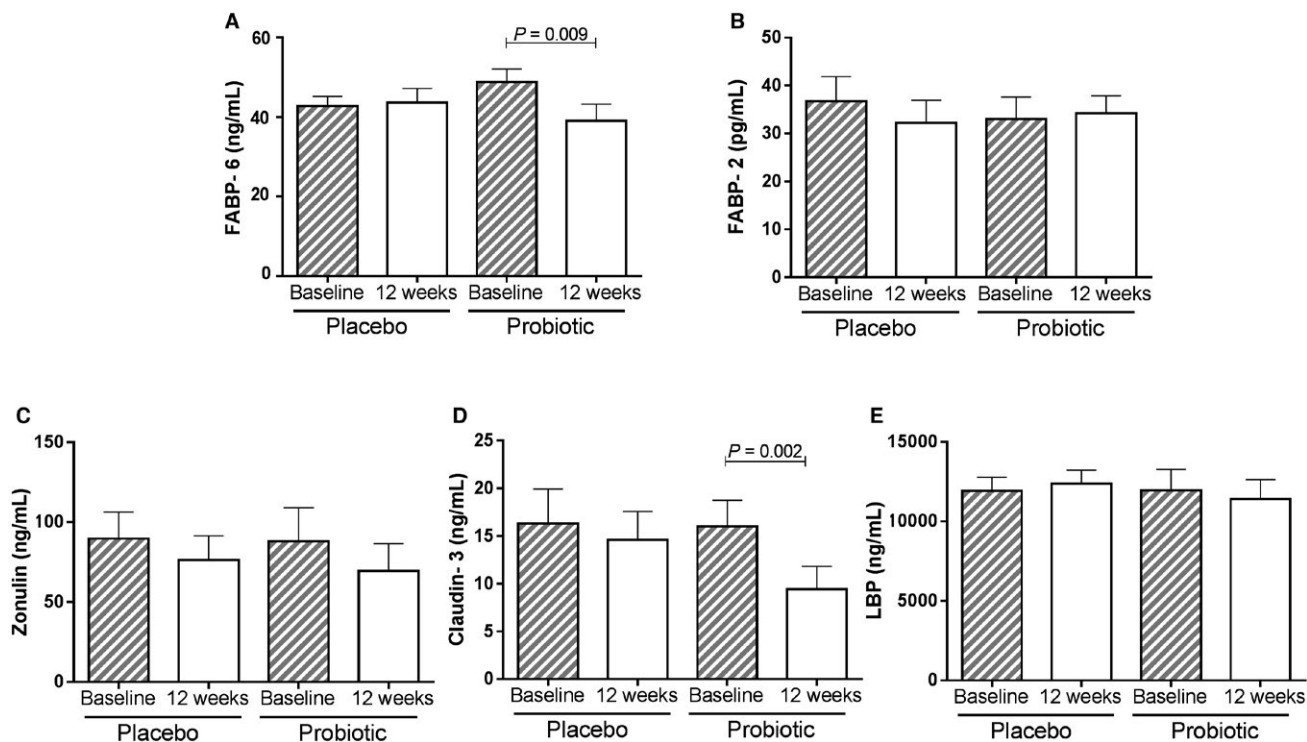 A
FABP- 6 (ng/mL)
60
40
20
0
P = 0.009
Baseline 12 weeks Baseline 12 weeks
Placebo Probiotic
B
FABP- 2 (pg/mL)
50
40
30
20
10
0
Baseline 12 weeks Baseline 12 weeks
Placebo Probiotic
C
Zonulin (ng/mL)
150
100
50
0
Baseline 12 weeks Baseline 12 weeks
Placebo Probiotic
D
Claudin- 3 (ng/mL)
25
20
15
10
5
0
P = 0.002
Baseline 12 weeks Baseline 12 weeks
Placebo Probiotic
E
LBP (ng/mL)
15000
10000
5000
0
Baseline 12 weeks Baseline 12 weeks
Placebo Probiotic